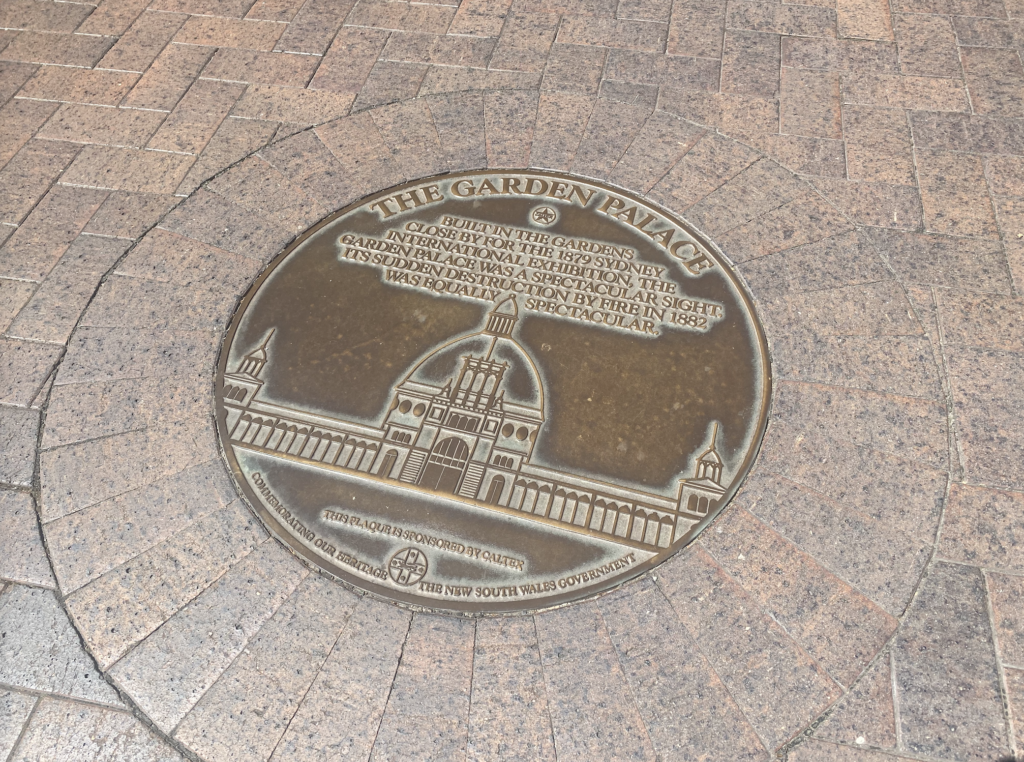 THE GARDEN PALACE
BUILT IN THE GARDENS
CLOSE BY FOR THE 1879 SYDNEY
INTERNATIONAL EXHIBITION, THE
GARDEN PALACE WAS A SPECTACULAR SIGHT.
ITS SUDDEN DESTRUCTION BY FIRE IN 1882
WAS EQUALLY SPECTACULAR.
THIS PLAQUE IS SPONSORED BY CALTEX
COMMEMORATING OUR HERITAGE
THE NEW SOUTH WALES GOVERNMENT